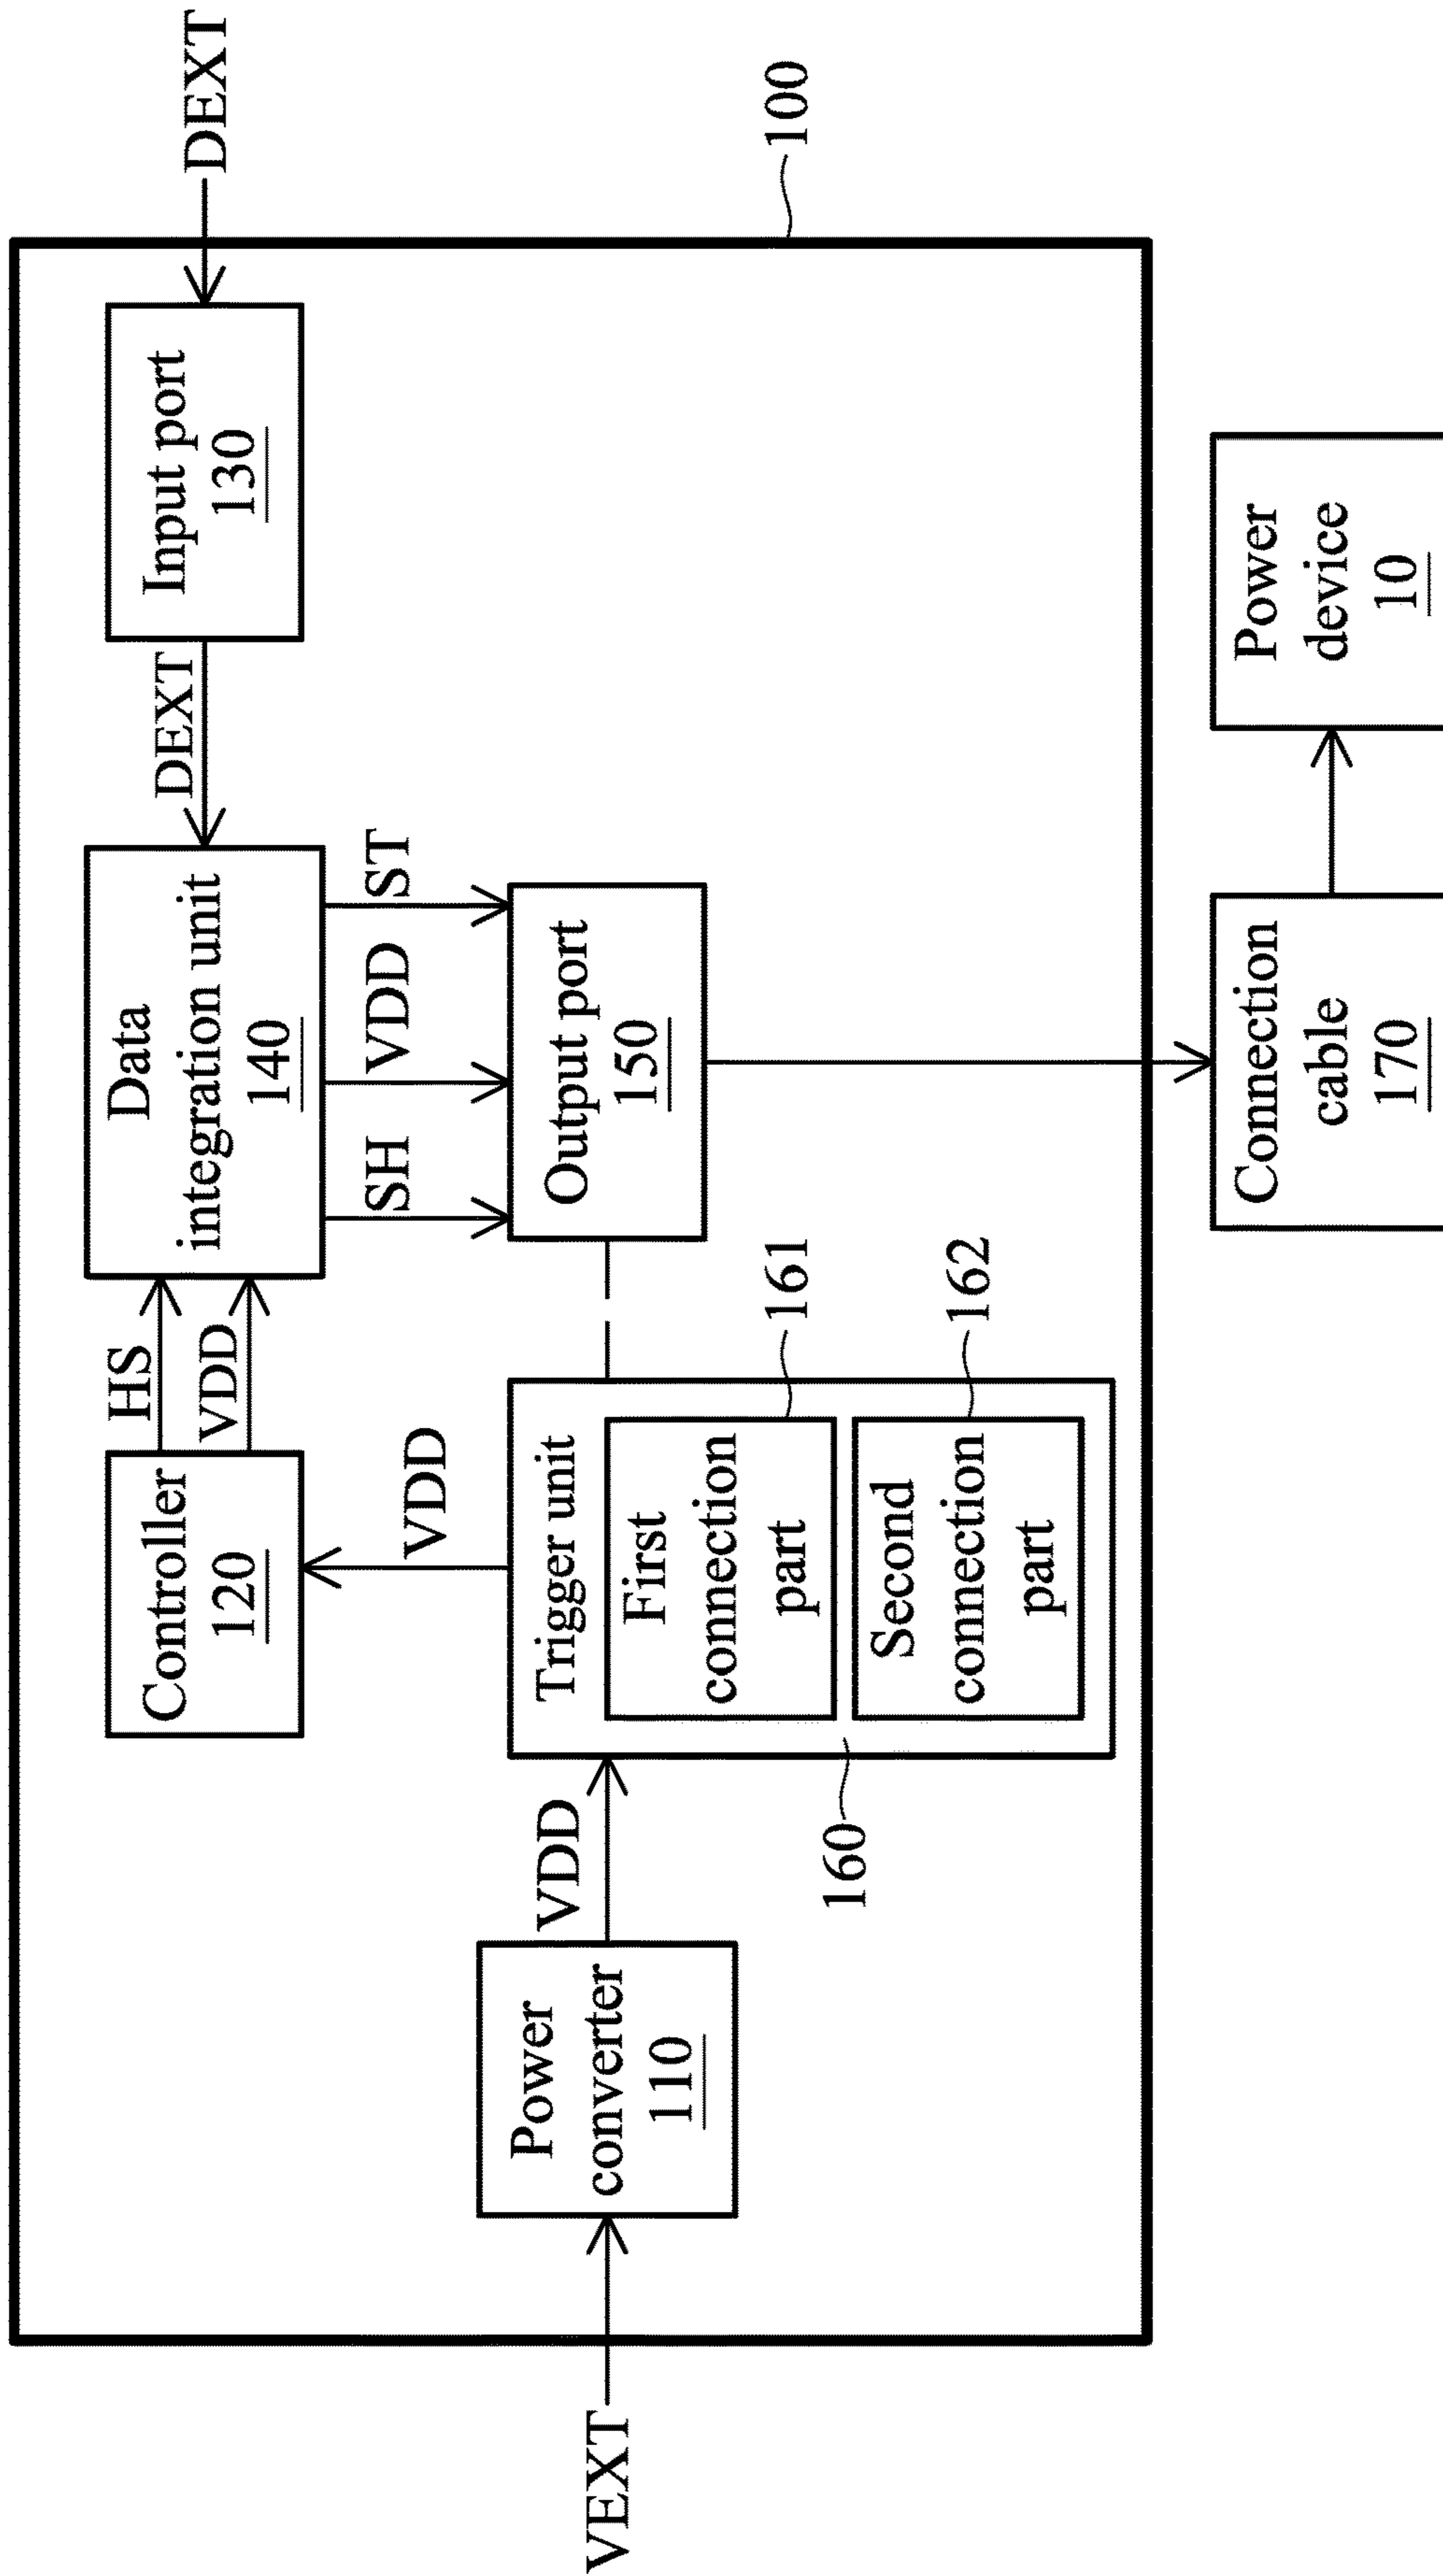 DEXT
100
Input port
130
DEXT
Data
integration unit
140
ST
VDD
SH
Output port
150
HS
VDD
Controller
120
VDD
Trigger unit
First
connection
part
161
Second
connection
part
162
160
VDD
Power
converter
110
VEXT
Connection
cable
170
Power
device
10